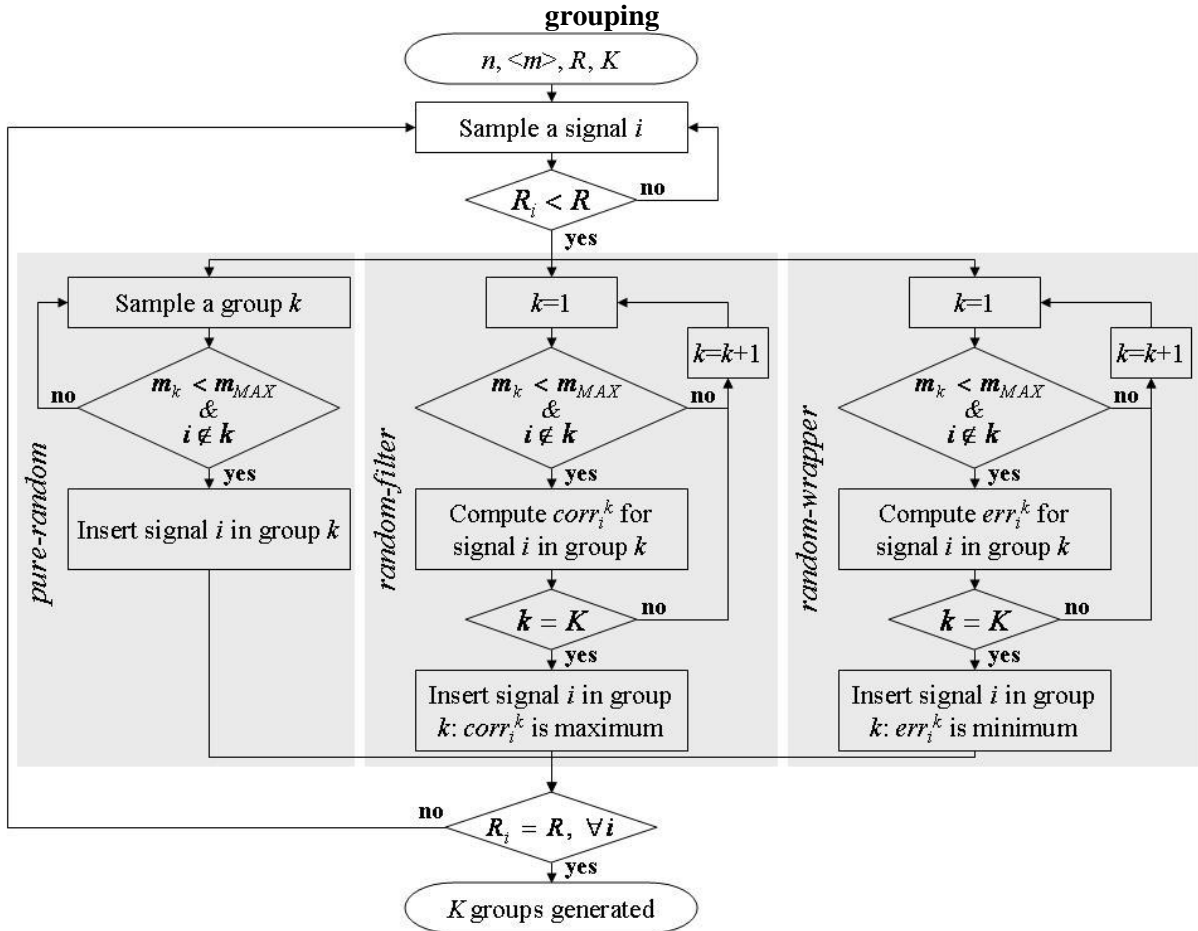 grouping
n, <m>, R, K
Sample a signal i
R_i < R
no
yes
pure-random
Sample a group k
m_k < m_MAX
&
i ∉ k
no
yes
Insert signal i in group k
random-filter
k=1
k=k+1
m_k < m_MAX
&
i ∉ k
no
yes
Compute corr_i^k for
signal i in group k
k = K
no
yes
Insert signal i in group
k: corr_i^k is maximum
random-wrapper
k=1
k=k+1
m_k < m_MAX
&
i ∉ k
no
yes
Compute err_i^k for
signal i in group k
k = K
no
yes
Insert signal i in group
k: err_i^k is minimum
R_i = R, ∀i
no
yes
K groups generated